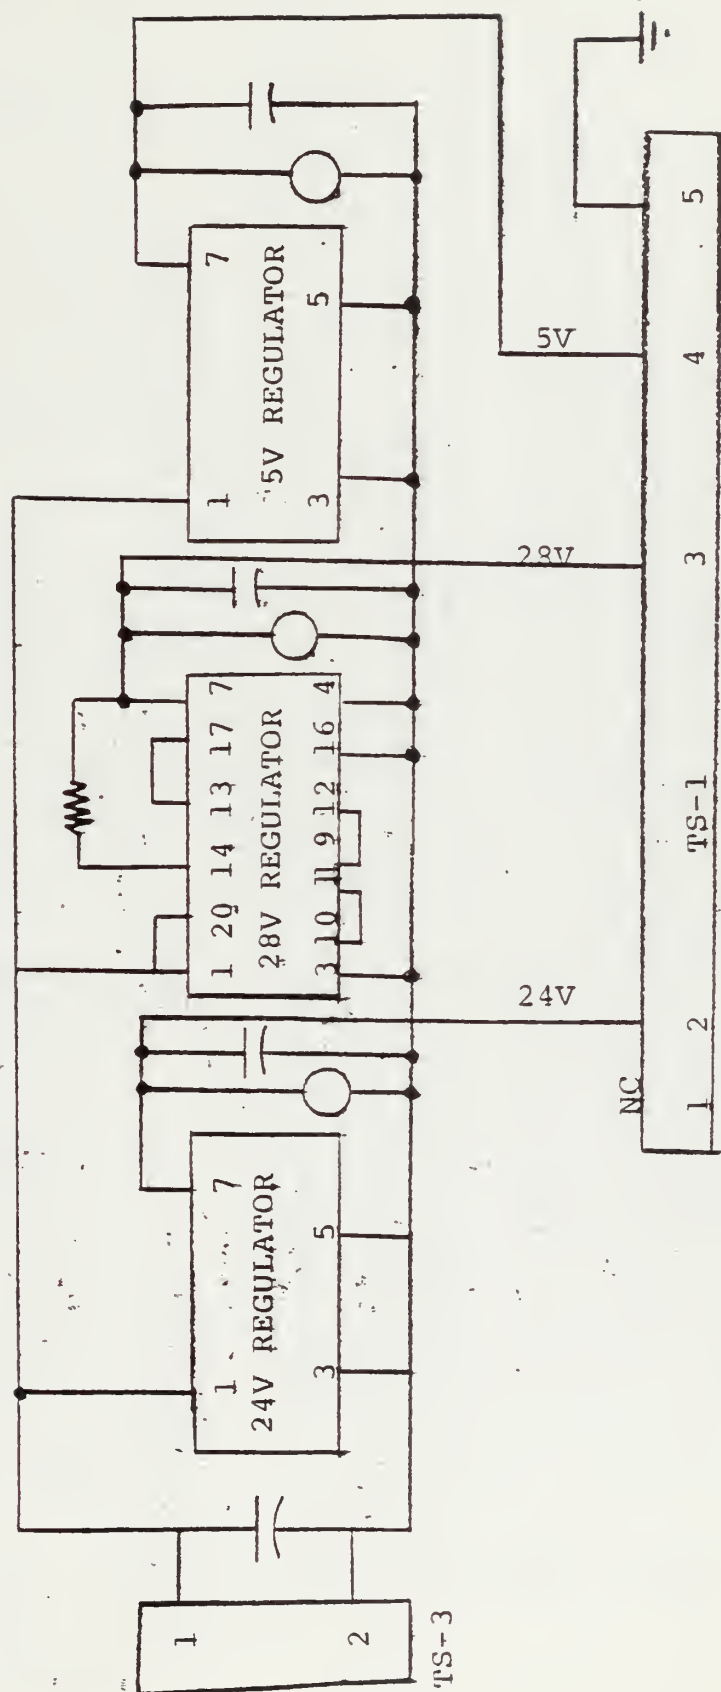 1
2
TS-3
1 7
24V REGULATOR
3 5
1 20 14 13 17 7
28V REGULATOR
3 10 11 9 12 16 4
1 7
5V REGULATOR
3 5
24V
28V
5V
NC
1 2 3 4 5
TS-1